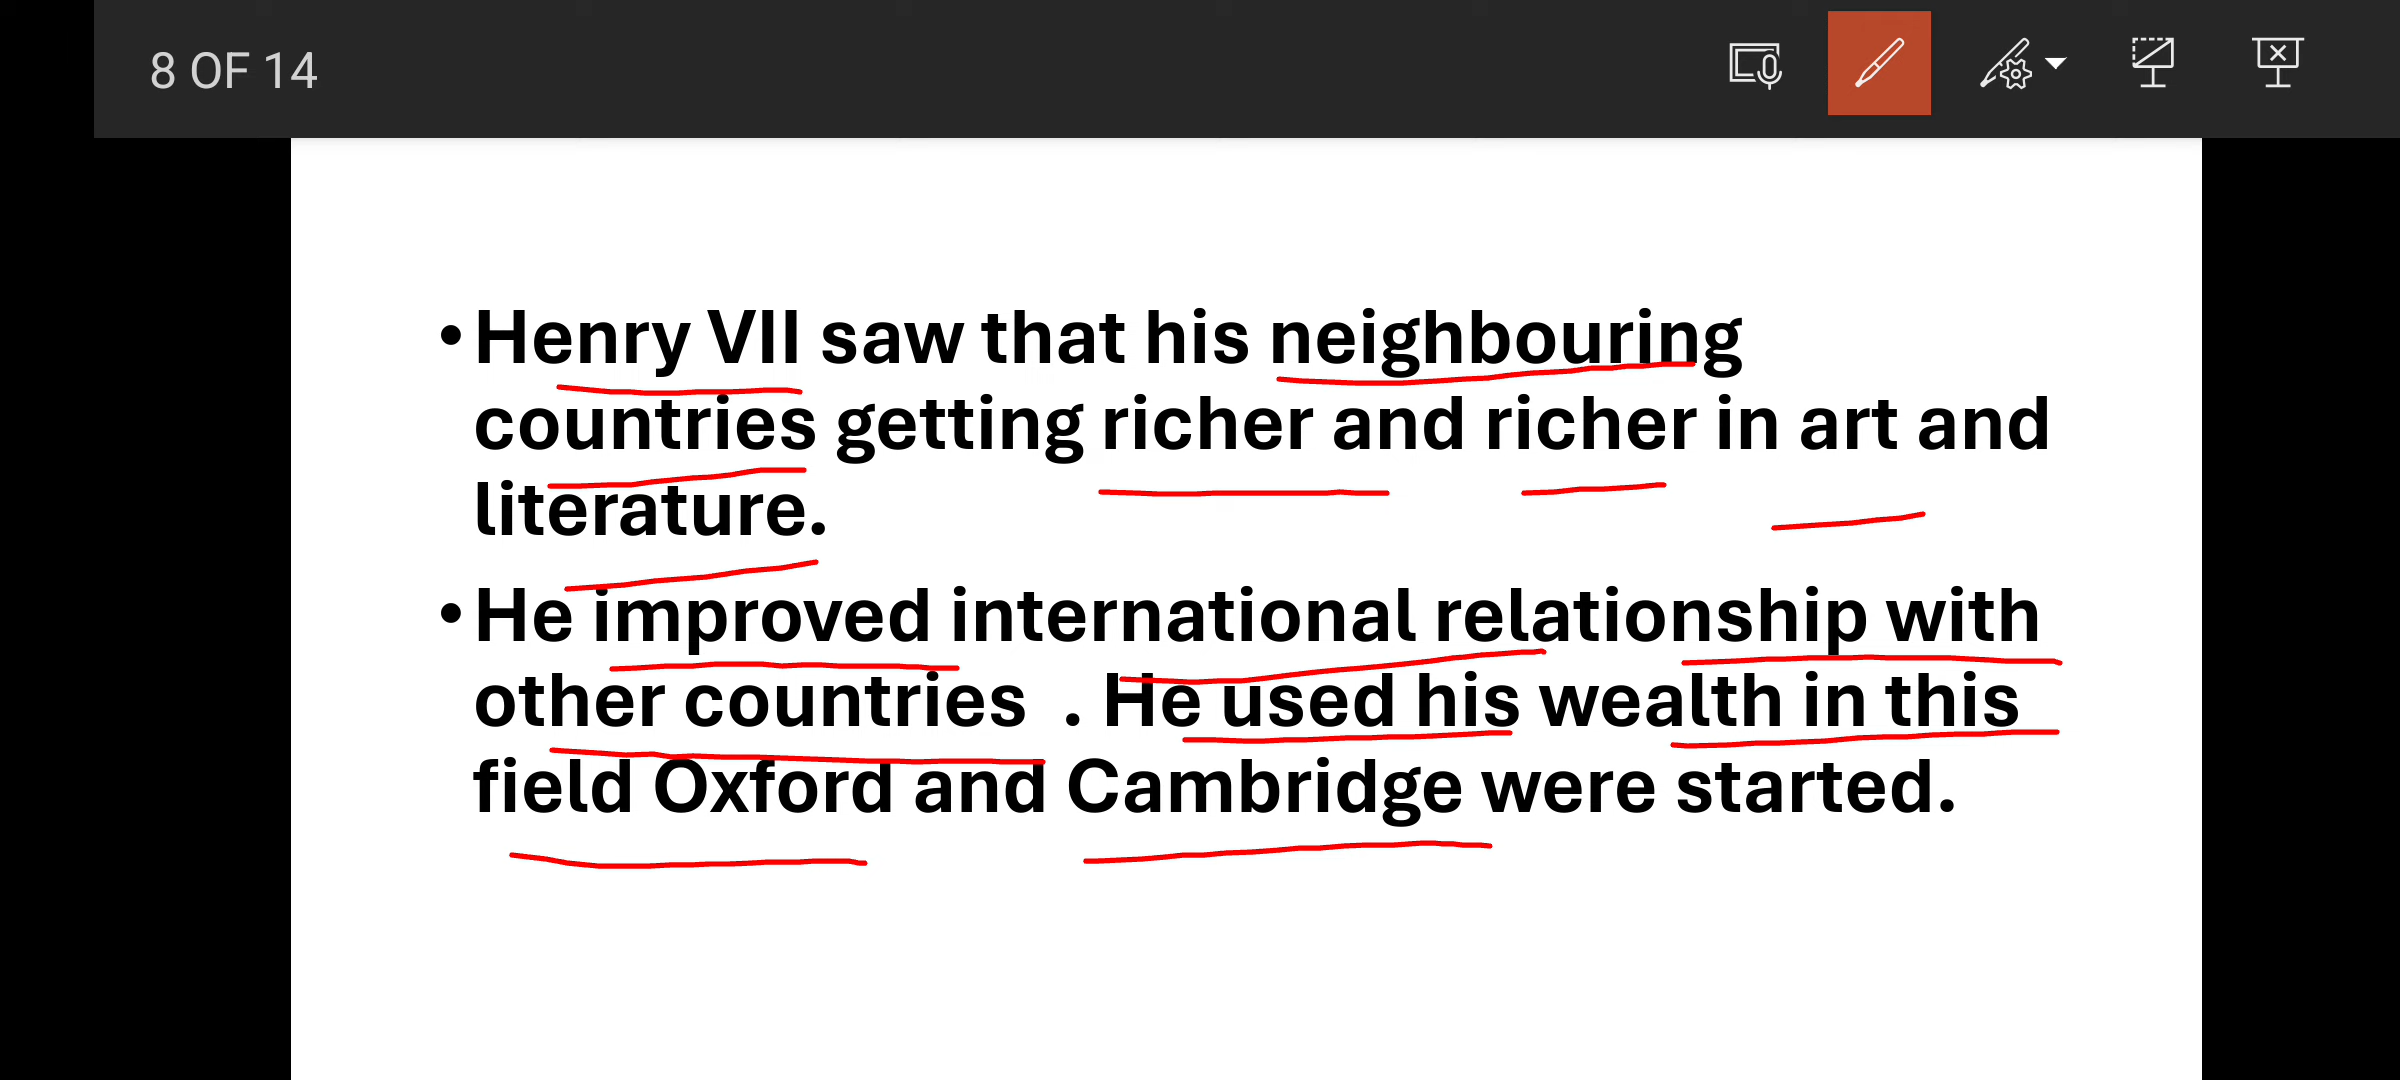 8 OF 14
•Henry VII saw that his neighbouring
countries getting richer and richer in art and
literature.
•He improved international relationship with
other countries  . He used his wealth in this
field Oxford and Cambridge were started.